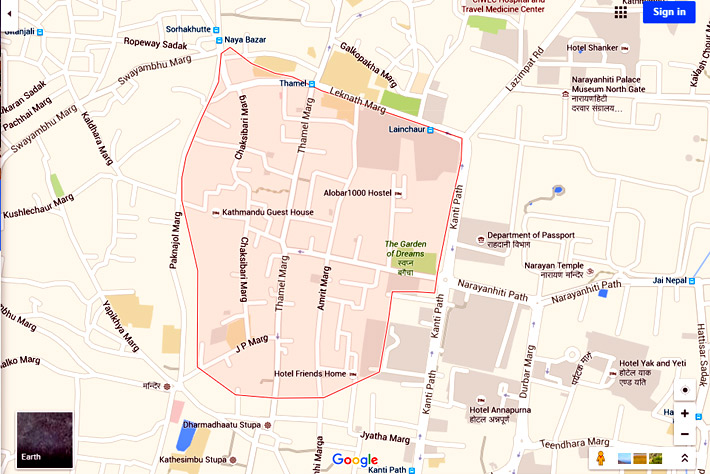 CIWEC Hospital and
Travel Medicine Center
Sign in
Sorhakhutte
Naya Bazar
Ropeway Sadak
Hotel Shanker
Galkopakha Marg
Lazimpat Rd
Kavash Chour Marg
Swayambhu Marg
Thamel
Leknath Marg
Narayanhiti Palace
Museum North Gate
नारायणहिटी
दरबार संग्रालय...
Pachhai Marg
Swayambhu Marg
Kaldhara Marg
Chaksibari Marg
Thamel Marg
Lainchaur
Alobar1000 Hostel
Kanti Path
Kushlechaur Marg
Kathmandu Guest House
Paknajol Marg
Department of Passport
राहदानी विभाग
Chaksibari Marg
Thamel Marg
Amrit Marg
The Garden
of Dreams
स्वप्न
बगैचा
Narayan Temple
नारायण मन्दिर
Jai Nepal
Narayanhiti Path
Narayanhiti Path
Yapikhya Marg
Kanti Path
Durbar Marg
Hattisar Sadak
J P Marg
Hotel Friends Home
Kanti Path
Hotel Yak and Yeti
होटेल याक
एण्ड यति
मन्दिर
Hotel Annapurna
होटल अन्नपूर्ण
Dharmadhaatu Stupa
Jyatha Marg
Teendhara Marg
Kathesimbu Stupa
Earth
Google
Kanti Path